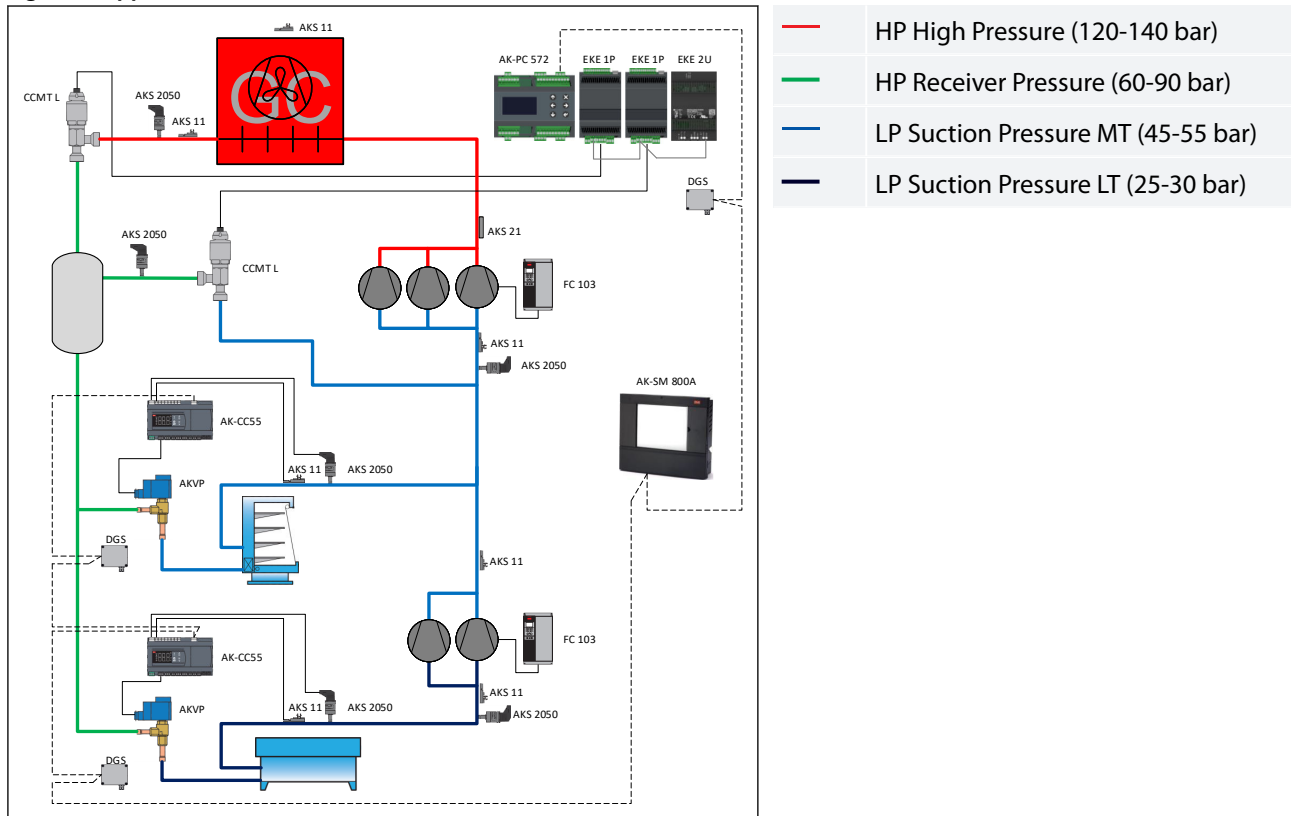 AKS 11
AK-PC 572
EKE 1P
EKE 1P
EKE 2U
CCMT L
AKS 2050
AKS 11
GC
DGS
AKS 21
AKS 2050
CCMT L
FC 103
AKS 11
AKS 2050
AK-SM 800A
AK-CC55
AKS 11
AKS 2050
AKVP
DGS
AKS 11
FC 103
AK-CC55
AKS 11
AKVP
AKS 11
AKS 2050
AKS 2050
DGS
HP High Pressure (120-140 bar)
HP Receiver Pressure (60-90 bar)
LP Suction Pressure MT (45-55 bar)
LP Suction Pressure LT (25-30 bar)